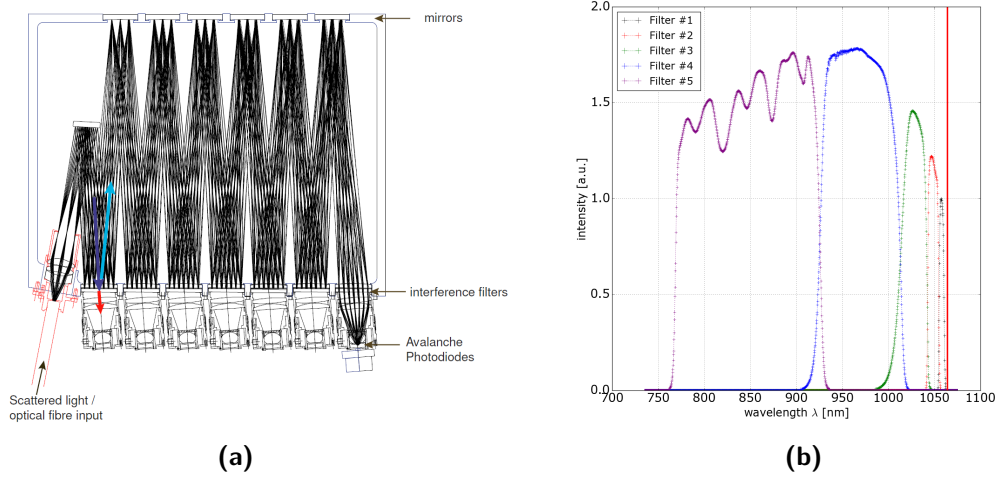 mirrors
interference filters
Avalanche
Photodiodes
Scattered light /
optical fibre input
(a)
2.0
1.5
1.0
0.5
0.0
intensity [a.u.]
Filter #1
Filter #2
Filter #3
Filter #4
Filter #5
700 750 800 850 900 950 1000 1050 1100
wavelength λ [nm]
(b)